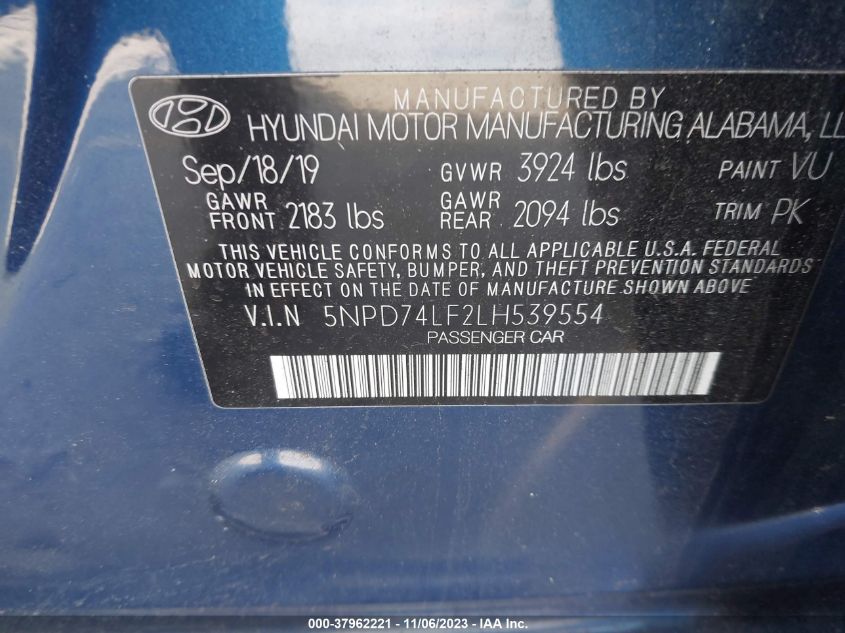 MANUFACTURED BY
HYUNDAI MOTOR MANUFACTURING ALABAMA, LL
Sep/18/19 GVWR 3924 lbs PAINT VU
GAWR FRONT 2183 lbs GAWR REAR 2094 lbs TRIM PK
THIS VEHICLE CONFORMS TO ALL APPLICABLE U.S.A. FEDERAL
MOTOR VEHICLE SAFETY, BUMPER, AND THEFT PREVENTION STANDARDS
IN EFFECT ON THE DATE OF MANUFACTURE SHOWN ABOVE.
V.I.N 5NPD74LF2LH539554
PASSENGER CAR
000-37962221 - 11/06/2023 - IAA Inc.